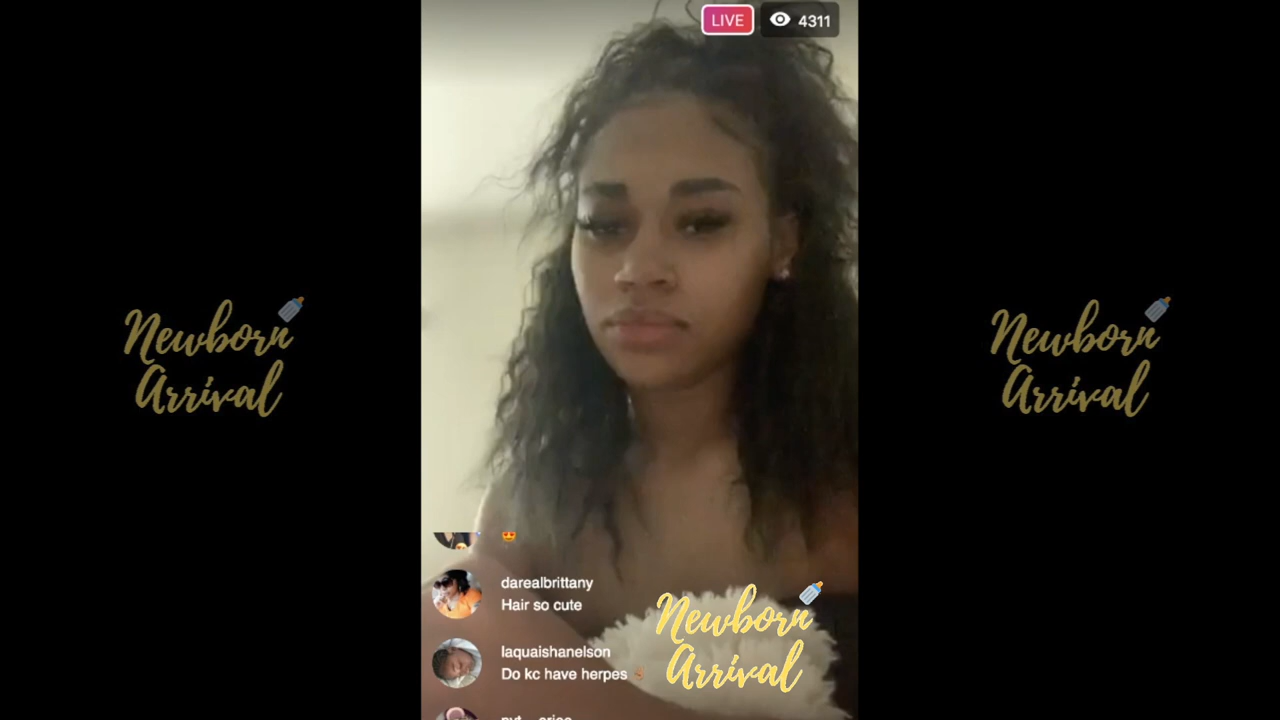 LIVE 4311
Newborn
Arrival
Newborn
Arrival
darealbrittany
Hair so cute
laquaishanelson
Do kc have herpes
Newborn
Arrival